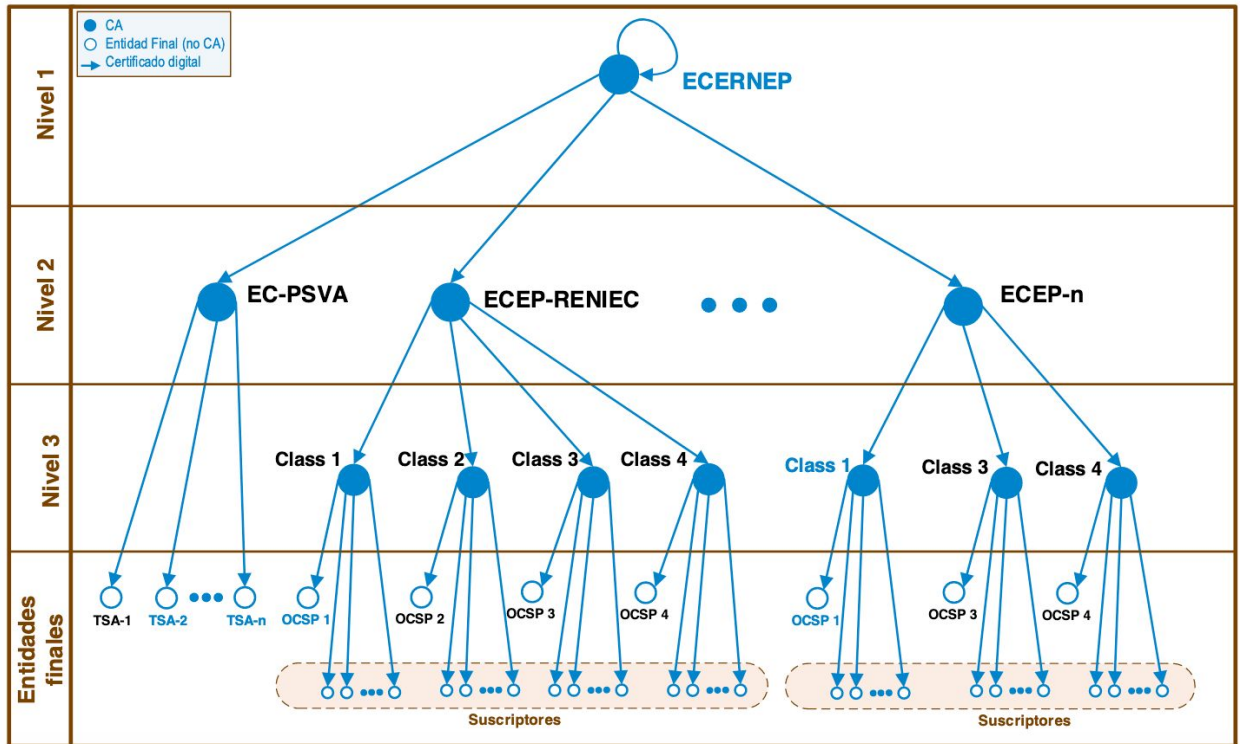 CA
Entidad Final (no CA)
Certificado digital
Nivel 1
ECERNEP
Nivel 2
EC-PSVA
ECEP-RENIEC
ECEP-n
Nivel 3
Class 1
Class 2
Class 3
Class 4
Class 1
Class 3
Class 4
Entidades
finales
TSA-1
TSA-2
TSA-n
OCSP 1
OCSP 2
OCSP 3
OCSP 4
OCSP 1
OCSP 3
OCSP 4
Suscriptores
Suscriptores